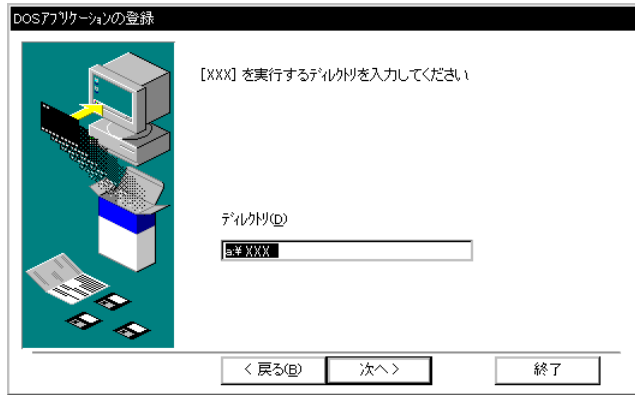 DOSｱﾌﾟﾘｹｰｼｮﾝの登録
[XXX] を実行するﾃﾞｨﾚｸﾄﾘを入力してください
ﾃﾞｨﾚｸﾄﾘ(D)
a:¥XXX
< 戻る(B)
次へ >
終了